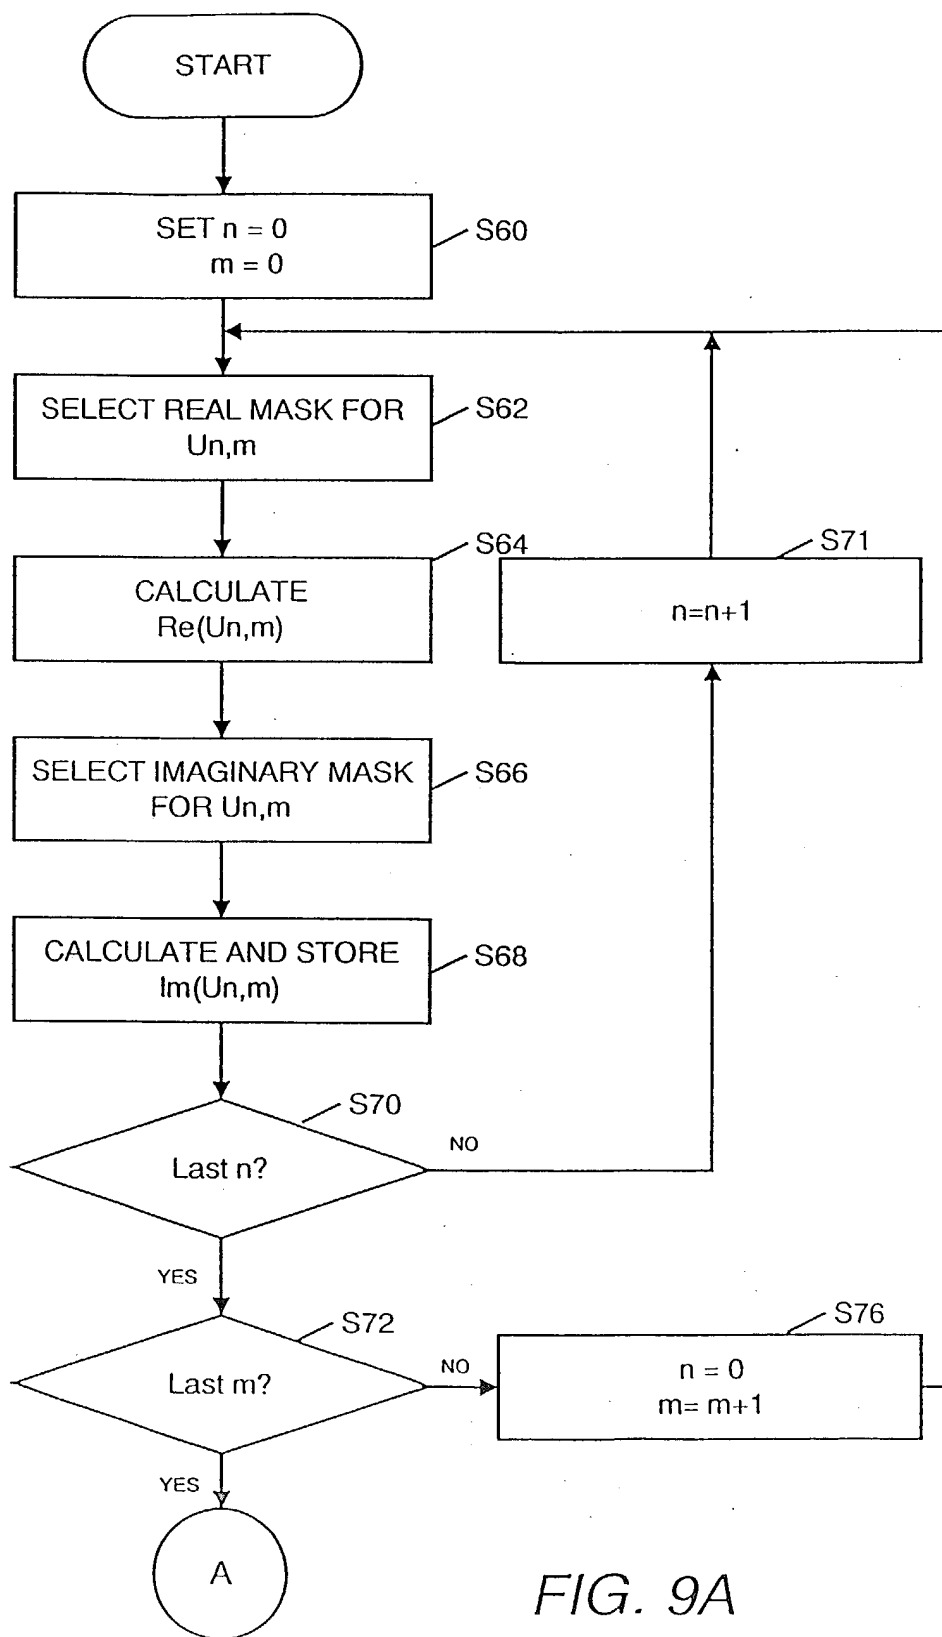 START
SET n = 0
m = 0
S60
SELECT REAL MASK FOR
Un,m
S62
CALCULATE
Re(Un,m)
S64
n=n+1
S71
SELECT IMAGINARY MASK
FOR Un,m
S66
CALCULATE AND STORE
Im(Un,m)
S68
Last n?
S70
NO
YES
Last m?
S72
NO
n = 0
m= m+1
S76
YES
A
FIG. 9A